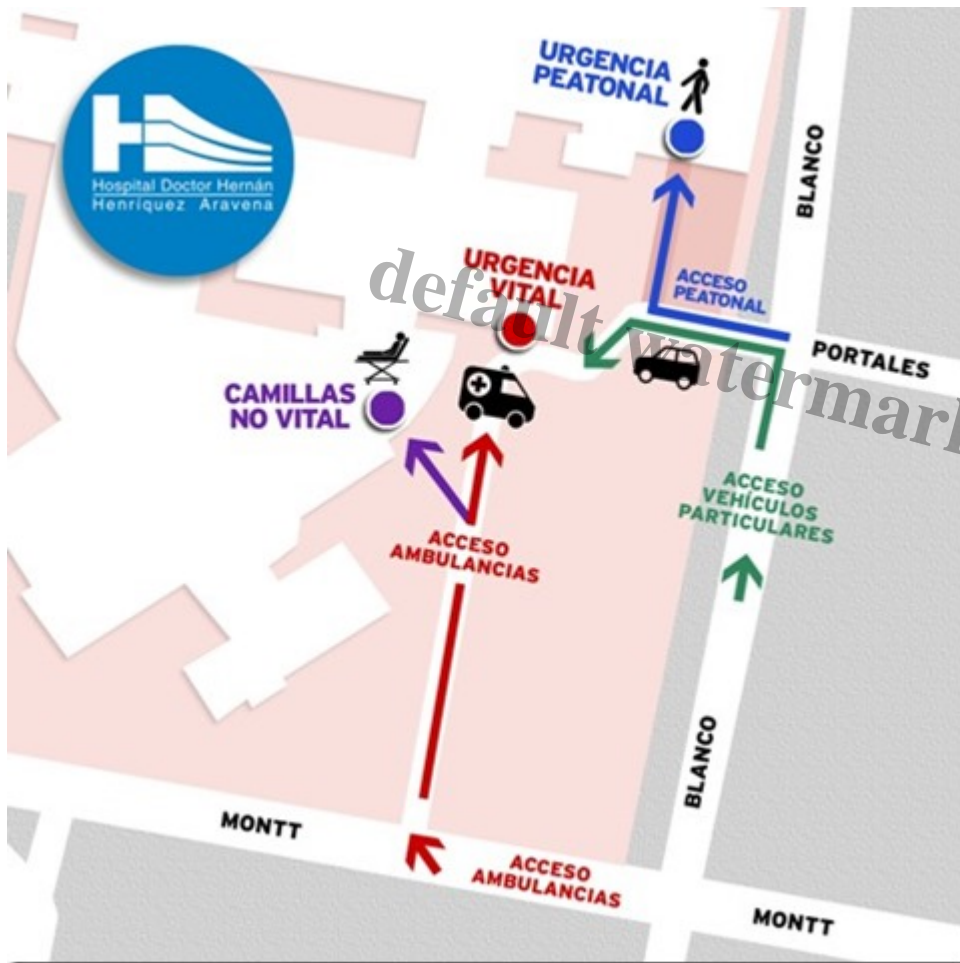 URGENCIA
PEATONAL
Hospital Doctor Hernán
Henríquez Aravena
BLANCO
URGENCIA
VITAL
default watermark
ACCESO
PEATONAL
PORTALES
CAMILLAS
NO VITAL
ACCESO
VEHÍCULOS
PARTICULARES
ACCESO
AMBULANCIAS
BLANCO
MONTT
ACCESO
AMBULANCIAS
MONTT